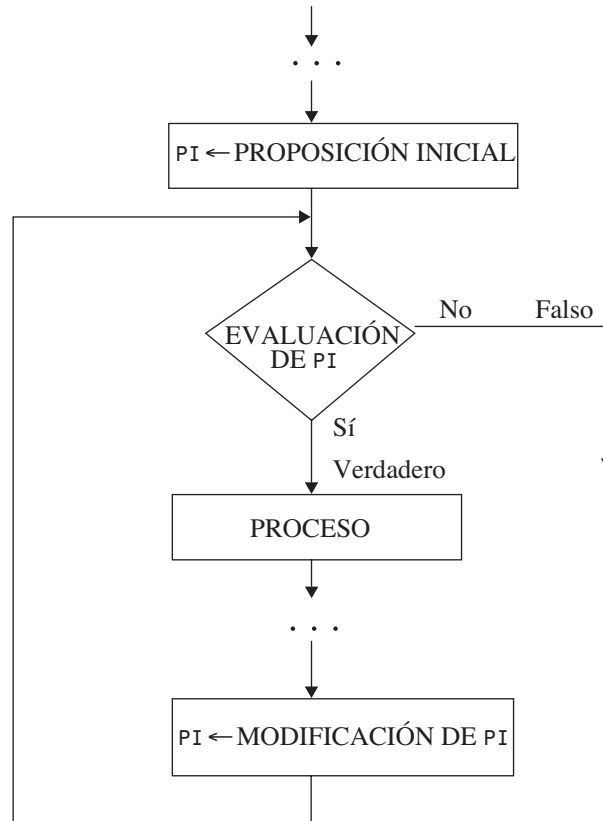 . . .
PI ← PROPOSICIÓN INICIAL
No Falso
EVALUACIÓN
DE PI
Sí
Verdadero
PROCESO
. . .
PI ← MODIFICACIÓN DE PI